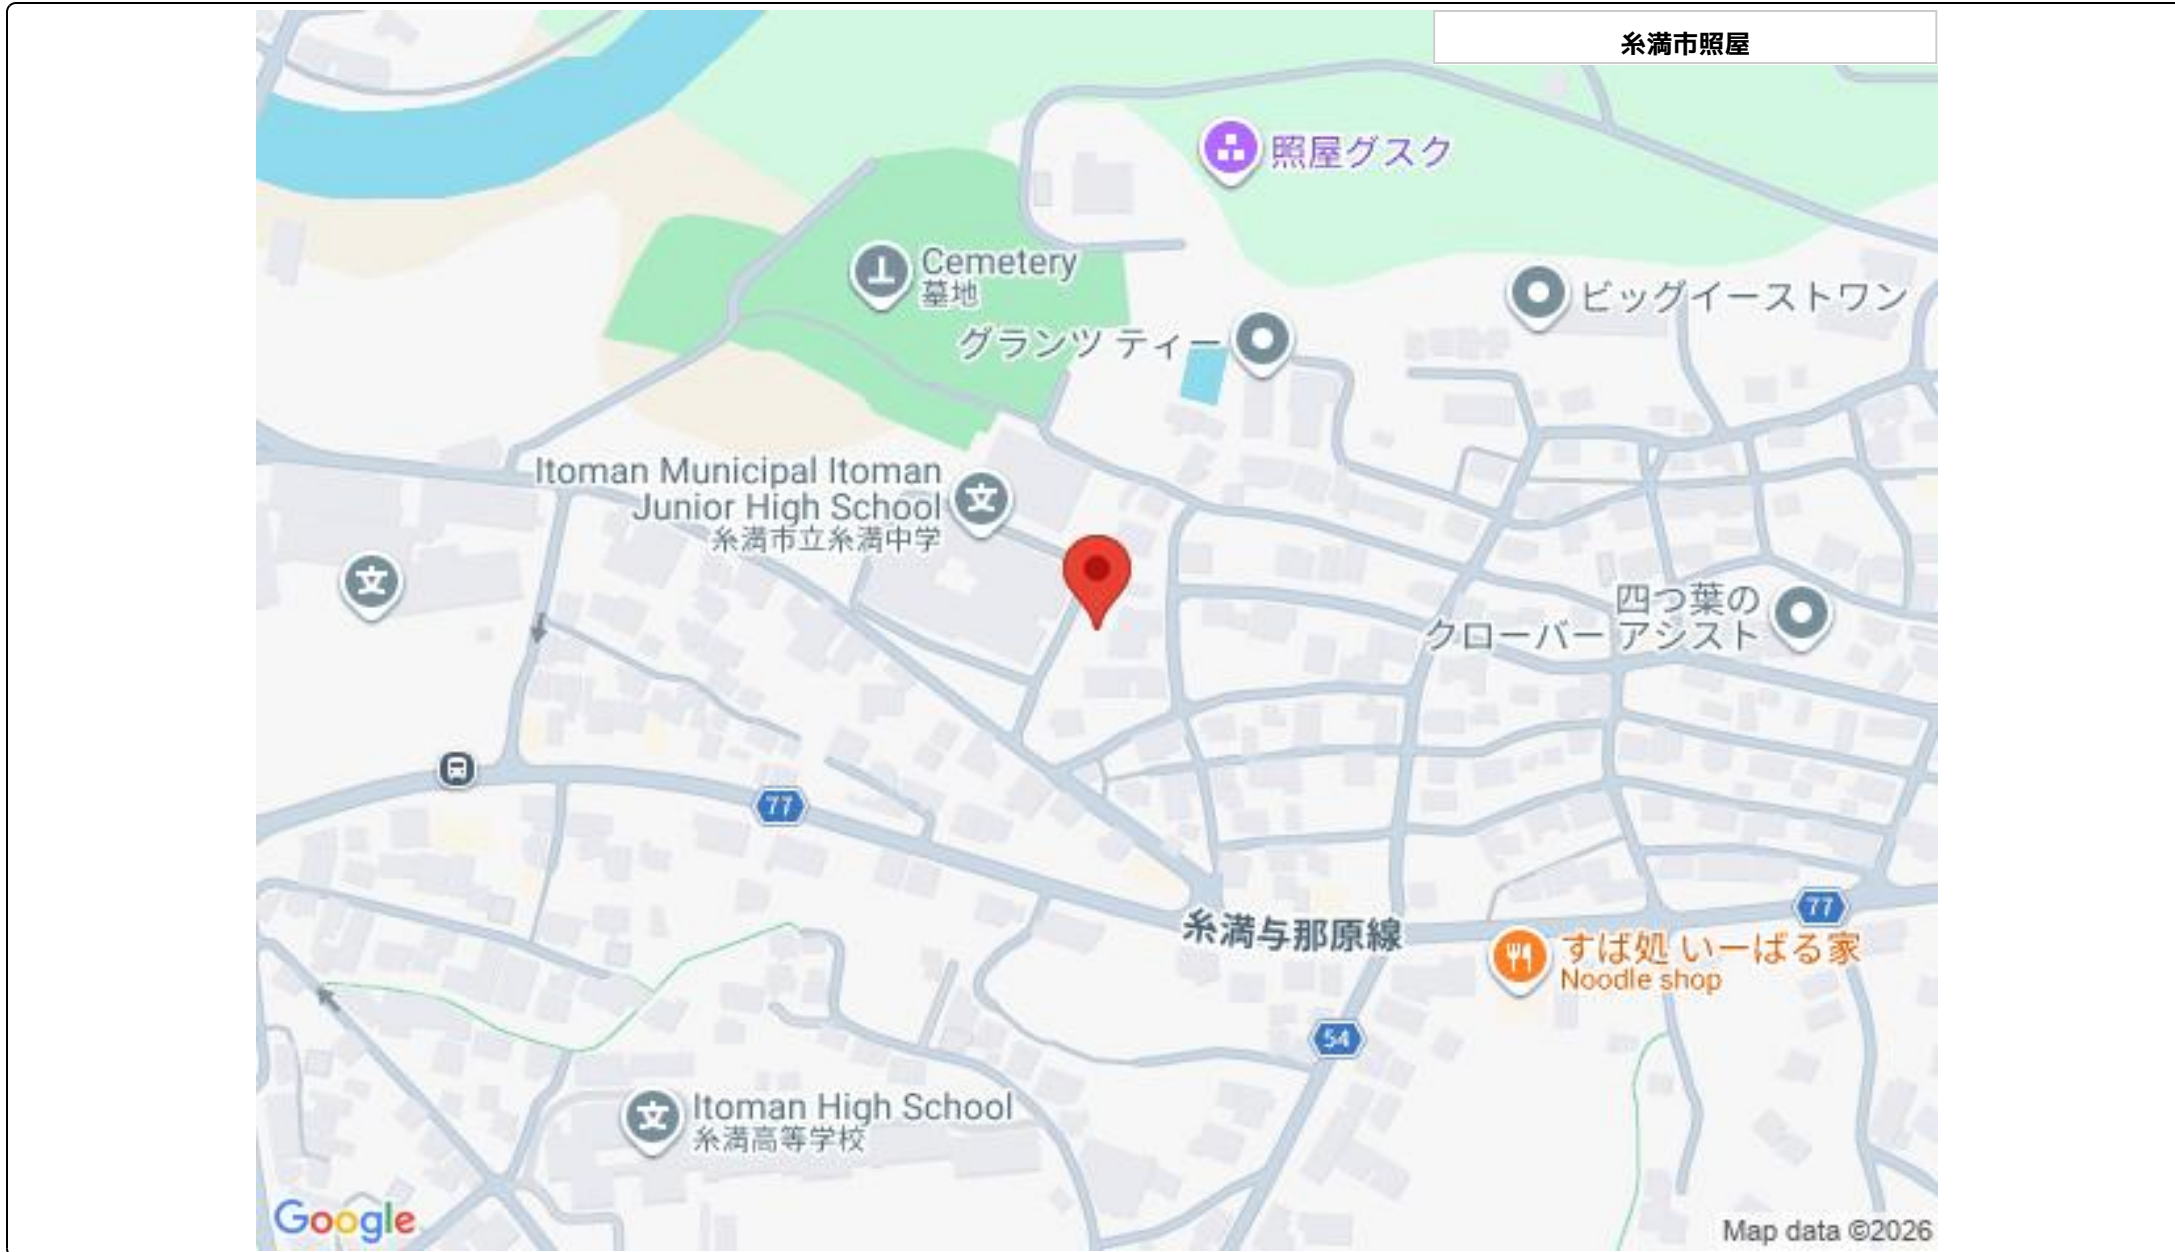 糸満市照屋
照屋グスク
Cemetery
墓地
グランツ ティー
ビッグイーストワン
Itoman Municipal Itoman
Junior High School
糸満市立糸満中学
四つ葉の
クローバー アシスト
77
糸満与那原線
77
すば処 いーばる家
Noodle shop
54
Itoman High School
糸満高等学校
Google
Map data ©2026
文
文
文